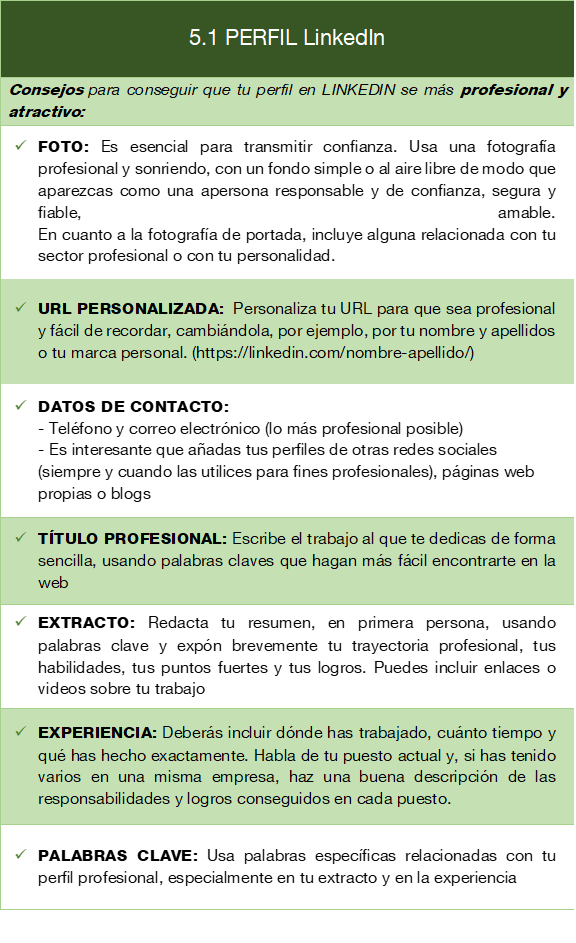 5.1 PERFIL LinkedIn
Consejos para conseguir que tu perfil en LINKEDIN se más profesional y
atractivo:
✓ FOTO: Es esencial para transmitir confianza. Usa una fotografía
profesional y sonriendo, con un fondo simple o al aire libre de modo que
aparezcas como una apersona responsable y de confianza, segura y
fiable, amable.
En cuanto a la fotografía de portada, incluye alguna relacionada con tu
sector profesional o con tu personalidad.
✓ URL PERSONALIZADA: Personaliza tu URL para que sea profesional
y fácil de recordar, cambiándola, por ejemplo, por tu nombre y apellidos
o tu marca personal. (https://linkedin.com/nombre-apellido/)
✓ DATOS DE CONTACTO:
- Teléfono y correo electrónico (lo más profesional posible)
- Es interesante que añadas tus perfiles de otras redes sociales
(siempre y cuando las utilices para fines profesionales), páginas web
propias o blogs
✓ TÍTULO PROFESIONAL: Escribe el trabajo al que te dedicas de forma
sencilla, usando palabras claves que hagan más fácil encontrarte en la
web
✓ EXTRACTO: Redacta tu resumen, en primera persona, usando
palabras clave y expón brevemente tu trayectoria profesional, tus
habilidades, tus puntos fuertes y tus logros. Puedes incluir enlaces o
videos sobre tu trabajo
✓ EXPERIENCIA: Deberás incluir dónde has trabajado, cuánto tiempo y
qué has hecho exactamente. Habla de tu puesto actual y, si has tenido
varios en una misma empresa, haz una buena descripción de las
responsabilidades y logros conseguidos en cada puesto.
✓ PALABRAS CLAVE: Usa palabras específicas relacionadas con tu
perfil profesional, especialmente en tu extracto y en la experiencia